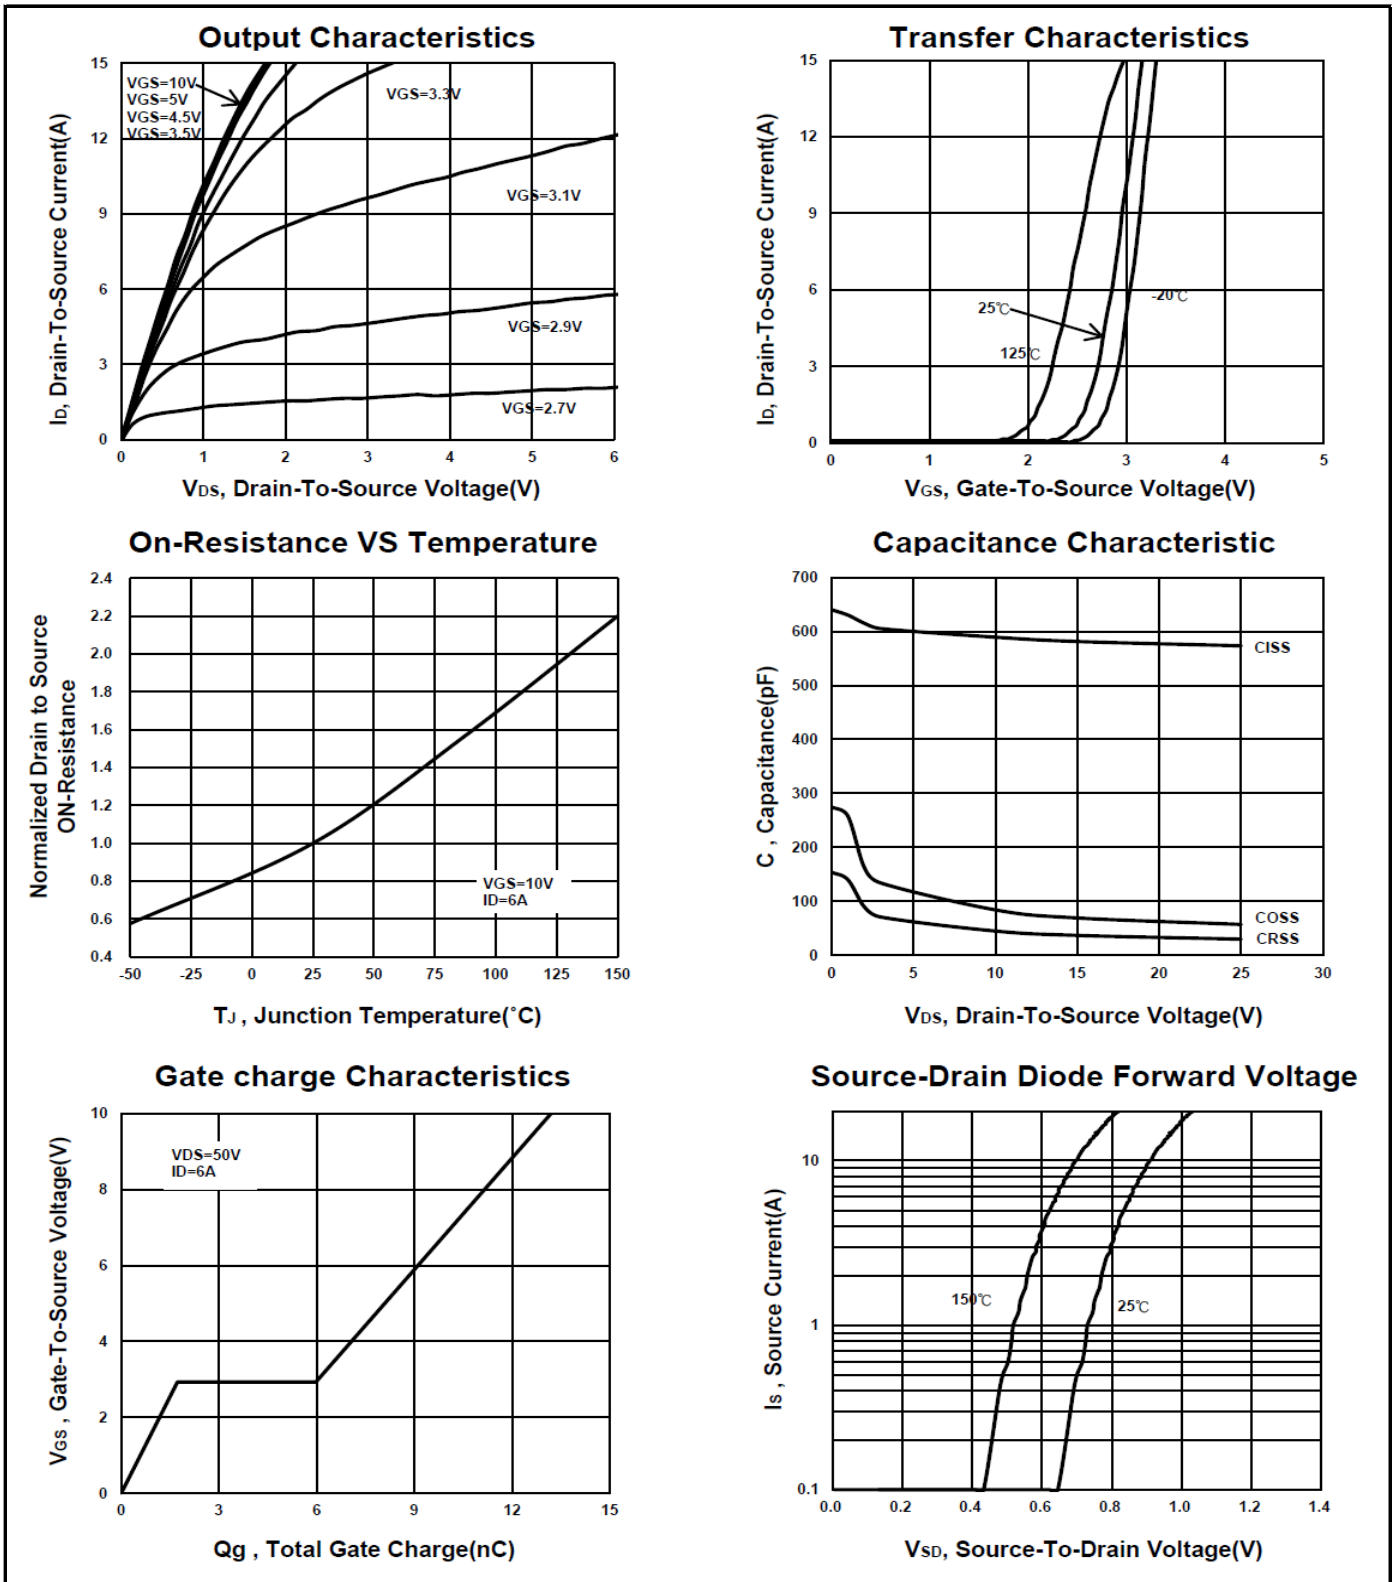 Output Characteristics
15
12
9
6
3
0
ID, Drain-To-Source Current(A)
VGS=10V
VGS=5V
VGS=4.5V
VGS=3.5V
VGS=3.3V
VGS=3.1V
VGS=2.9V
VGS=2.7V
0 1 2 3 4 5 6
VDS, Drain-To-Source Voltage(V)
Transfer Characteristics
15
12
9
6
3
0
ID, Drain-To-Source Current(A)
25℃
-20℃
125℃
0 1 2 3 4 5
VGS, Gate-To-Source Voltage(V)
On-Resistance VS Temperature
2.4
2.2
2.0
1.8
1.6
1.4
1.2
1.0
0.8
0.6
0.4
Normalized Drain to Source
ON-Resistance
VGS=10V
ID=6A
-50 -25 0 25 50 75 100 125 150
TJ , Junction Temperature(°C)
Capacitance Characteristic
700
600
500
400
300
200
100
0
C , Capacitance(pF)
CISS
COSS
CRSS
0 5 10 15 20 25 30
VDS, Drain-To-Source Voltage(V)
Gate charge Characteristics
10
8
6
4
2
0
VGS , Gate-To-Source Voltage(V)
VDS=50V
ID=6A
0 3 6 9 12 15
Qg , Total Gate Charge(nC)
Source-Drain Diode Forward Voltage
10
1
0.1
IS , Source Current(A)
150℃
25℃
0.0 0.2 0.4 0.6 0.8 1.0 1.2 1.4
VSD, Source-To-Drain Voltage(V)